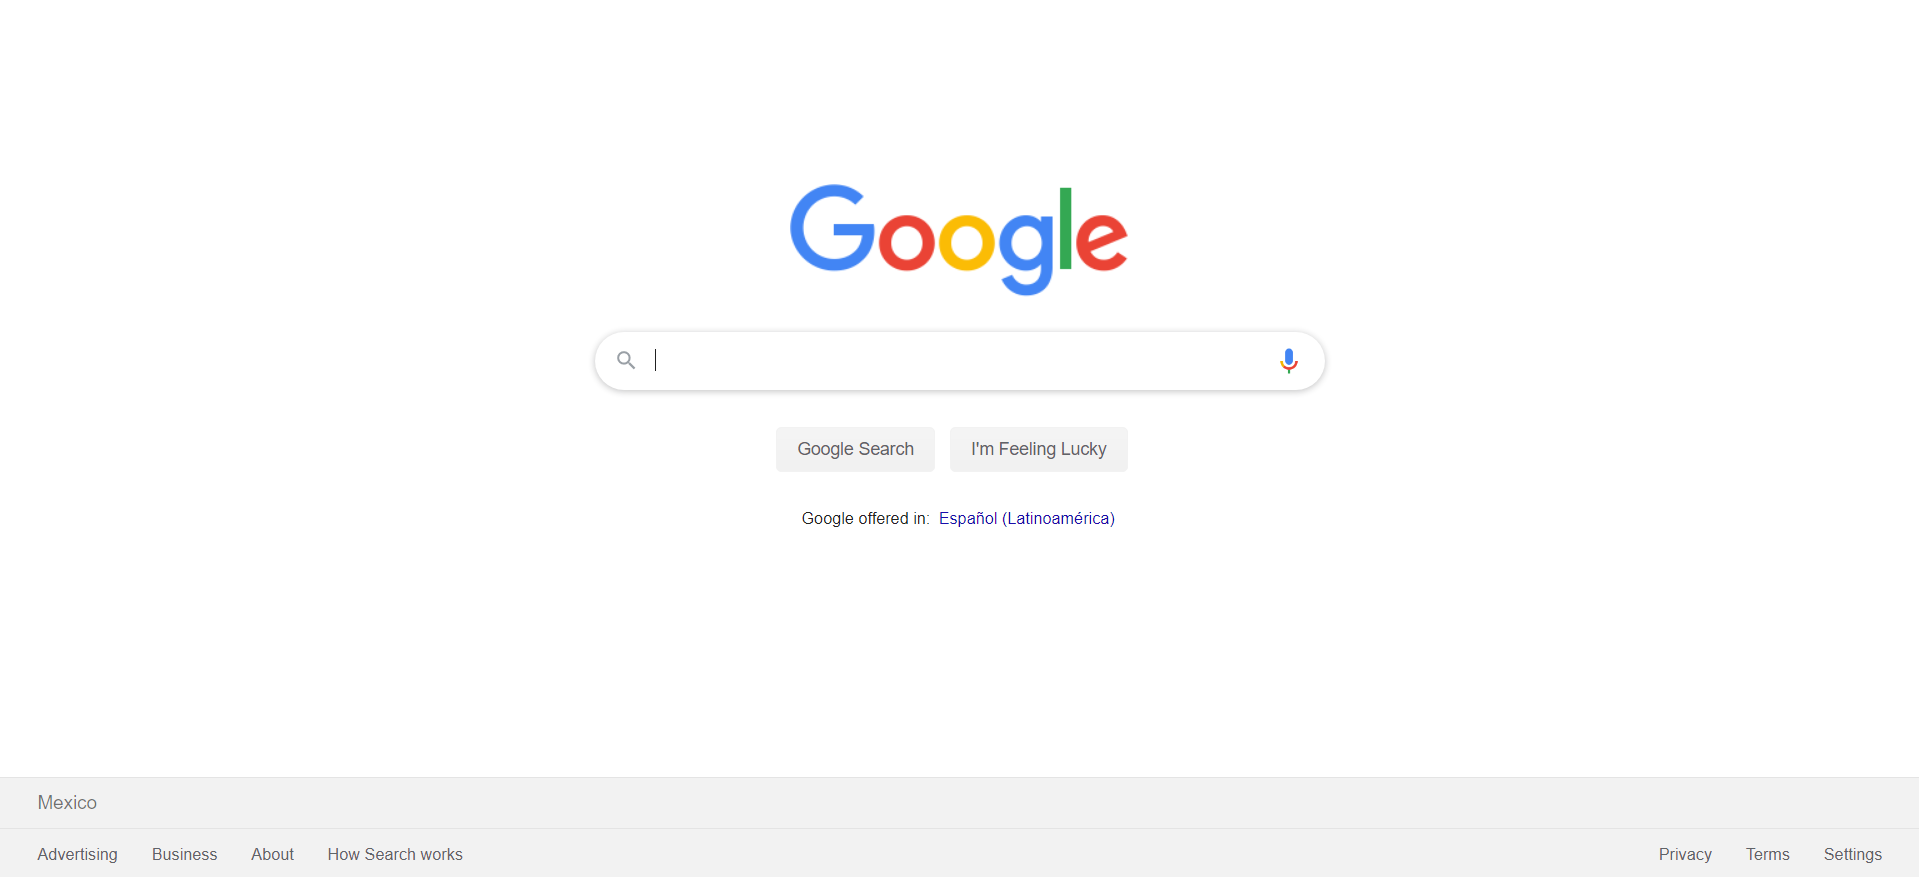 Google
Google Search I'm Feeling Lucky
Google offered in: Español (Latinoamérica)
Mexico
Advertising Business About How Search works Privacy Terms Settings